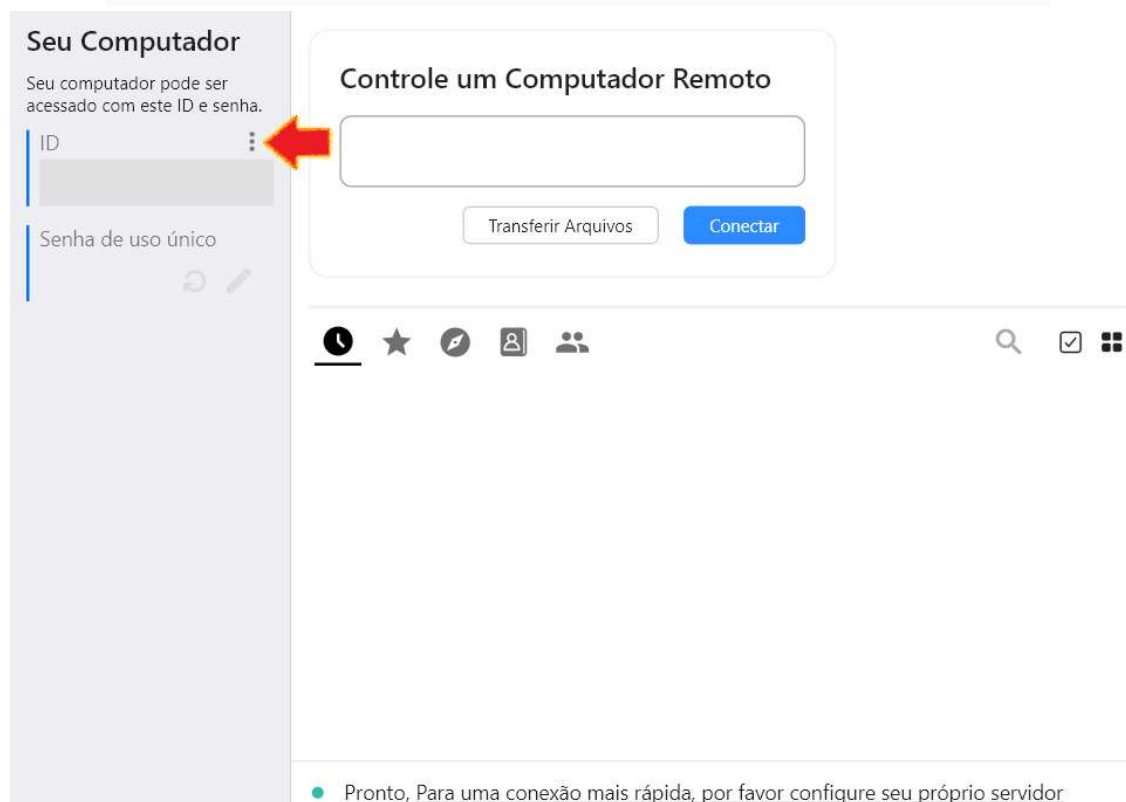 Seu Computador
Seu computador pode ser
acessado com este ID e senha.
ID
Senha de uso único
Controle um Computador Remoto
Transferir Arquivos
Conectar
Pronto, Para uma conexão mais rápida, por favor configure seu próprio servidor